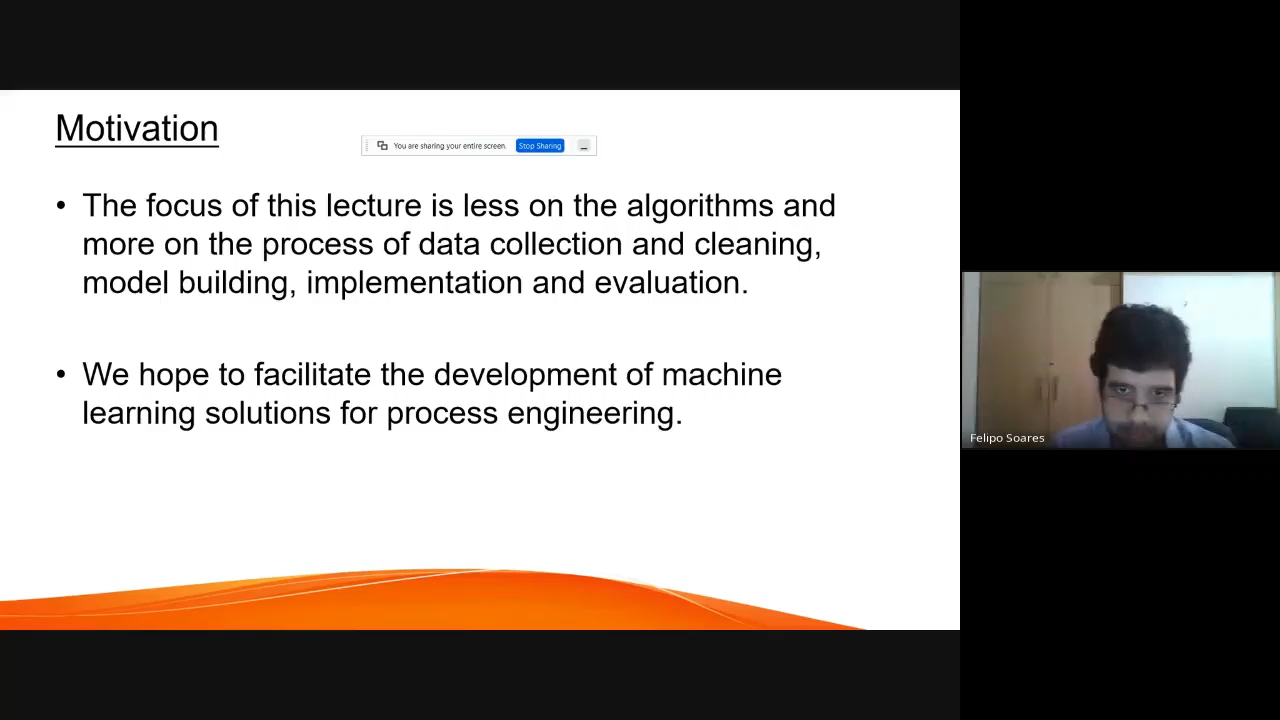 Motivation
You are sharing your entire screen.
Stop Sharing
• The focus of this lecture is less on the algorithms and
more on the process of data collection and cleaning,
model building, implementation and evaluation.
• We hope to facilitate the development of machine
learning solutions for process engineering.
Felipo Soares